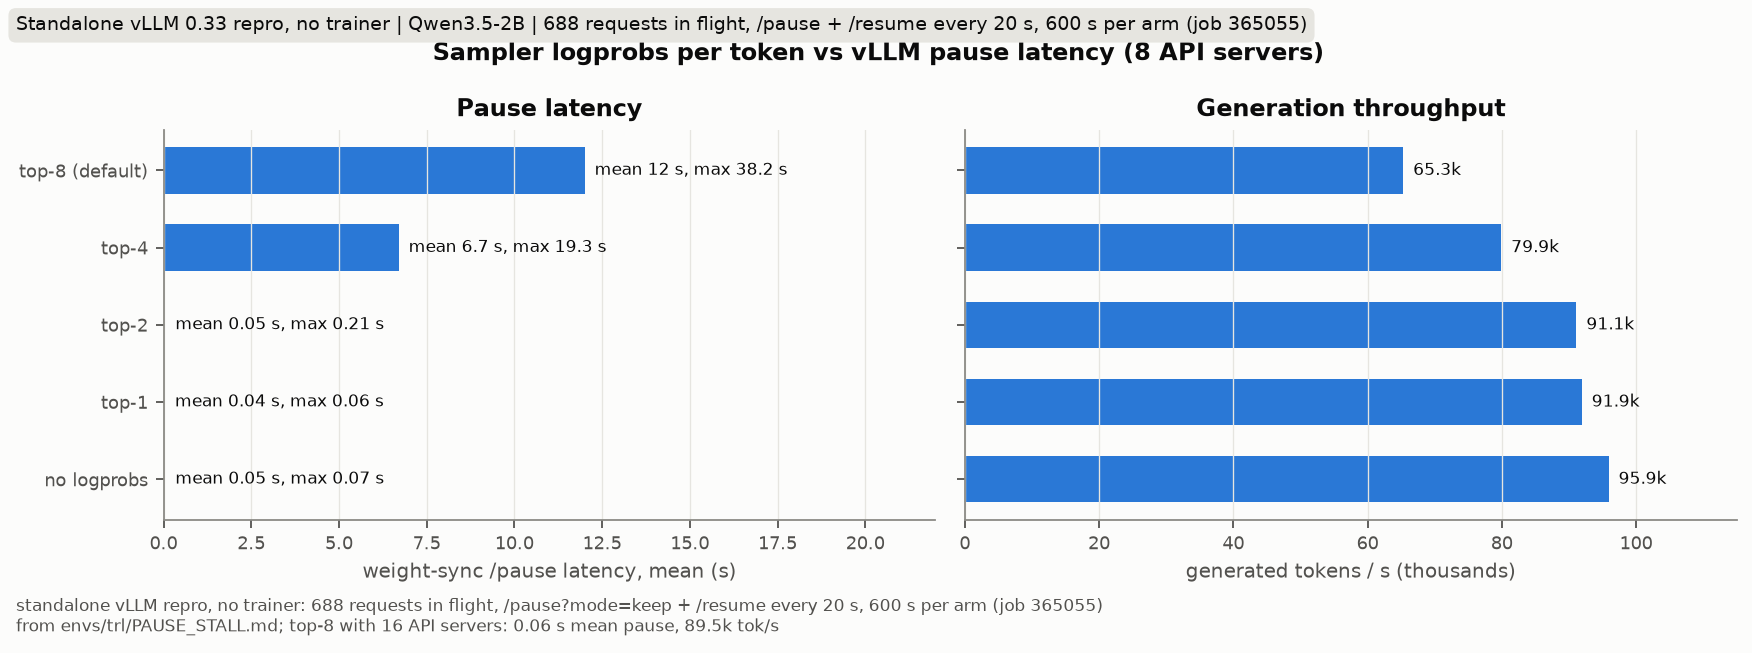 Standalone vLLM 0.33 repro, no trainer | Qwen3.5-2B | 688 requests in flight, /pause + /resume every 20 s, 600 s per arm (job 365055)
Sampler logprobs per token vs vLLM pause latency (8 API servers)
Pause latency
top-8 (default)
mean 12 s, max 38.2 s
top-4
mean 6.7 s, max 19.3 s
top-2
mean 0.05 s, max 0.21 s
top-1
mean 0.04 s, max 0.06 s
no logprobs
mean 0.05 s, max 0.07 s
0.0 2.5 5.0 7.5 10.0 12.5 15.0 17.5 20.0
weight-sync /pause latency, mean (s)
Generation throughput
65.3k
79.9k
91.1k
91.9k
95.9k
0 20 40 60 80 100
generated tokens / s (thousands)
standalone vLLM repro, no trainer: 688 requests in flight, /pause?mode=keep + /resume every 20 s, 600 s per arm (job 365055)
from envs/trl/PAUSE_STALL.md; top-8 with 16 API servers: 0.06 s mean pause, 89.5k tok/s